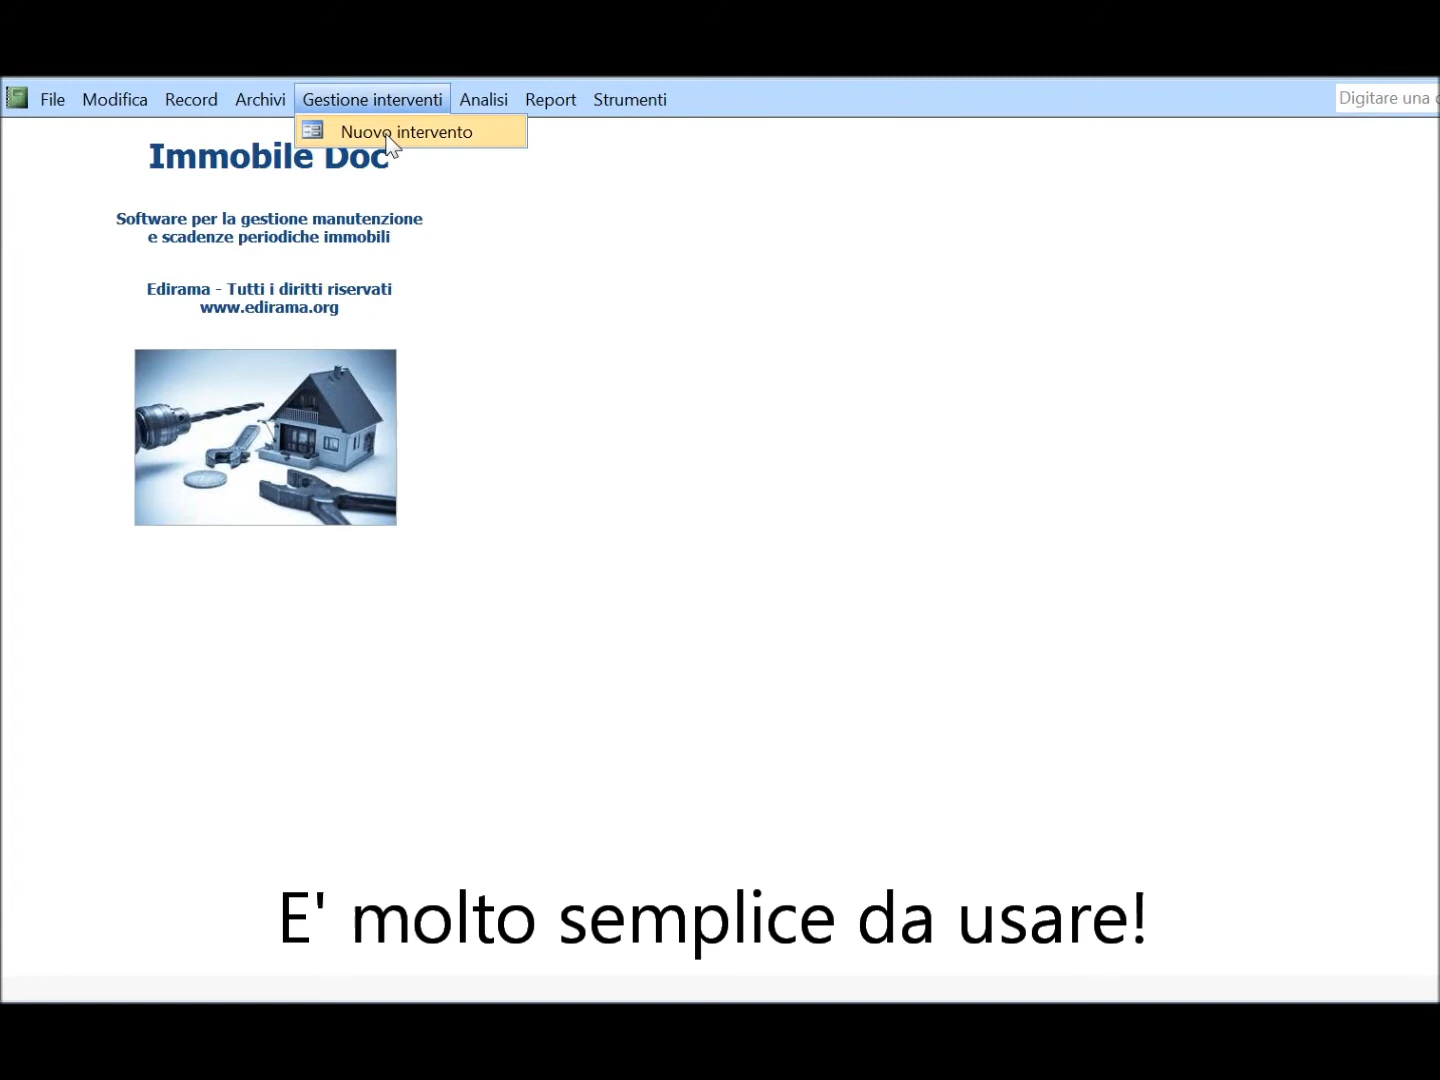 File Modifica Record Archivi Gestione interventi Analisi Report Strumenti Digitare una
Nuovo intervento
Immobile Doc
Software per la gestione manutenzione
e scadenze periodiche immobili
Edirama - Tutti i diritti riservati
www.edirama.org
E' molto semplice da usare!